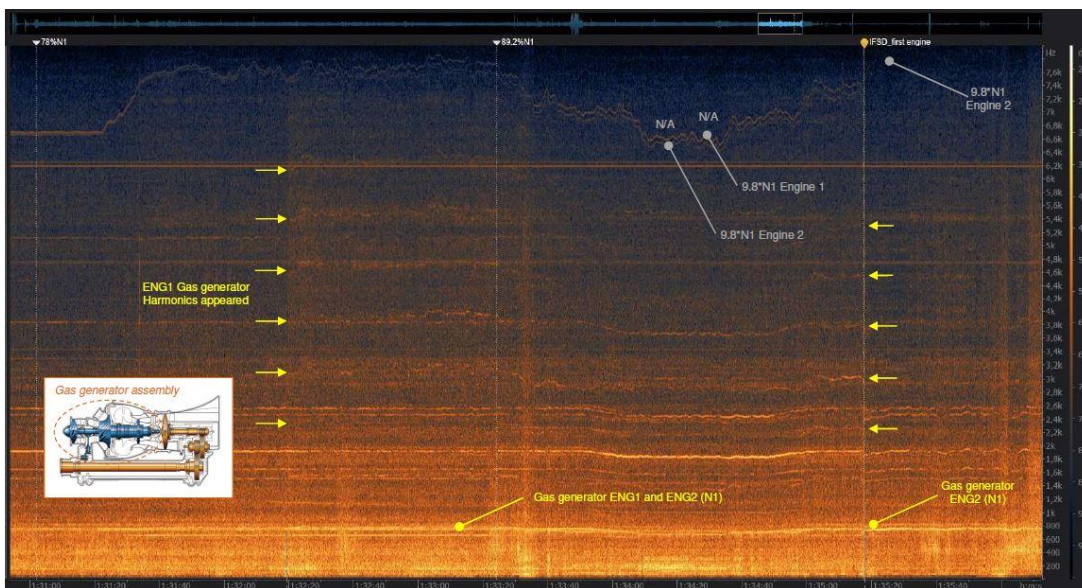 78%N1
89,2%N1
IFSD_first engine
9.8*N1
Engine 2
N/A
N/A
9.8*N1 Engine 1
9.8*N1 Engine 2
ENG1 Gas generator
Harmonics appeared
Gas generator assembly
Gas generator ENG1 and ENG2 (N1)
Gas generator
ENG2 (N1)
Hz
7,6k
7,4k
7,2k
7k
6,8k
6,6k
6,4k
6,2k
6k
5,8k
5,6k
5,4k
5,2k
5k
4,8k
4,6k
4,4k
4,2k
4k
3,8k
3,6k
3,4k
3,2k
3k
2,8k
2,6k
2,4k
2,2k
2k
1,8k
1,6k
1,4k
1,2k
1k
800
600
400
200
1:31:00 1:31:20 1:31:40 1:32:00 1:32:20 1:32:40 1:33:00 1:33:20 1:33:40 1:34:00 1:34:20 1:34:40 1:35:00 1:35:20 1:35:40